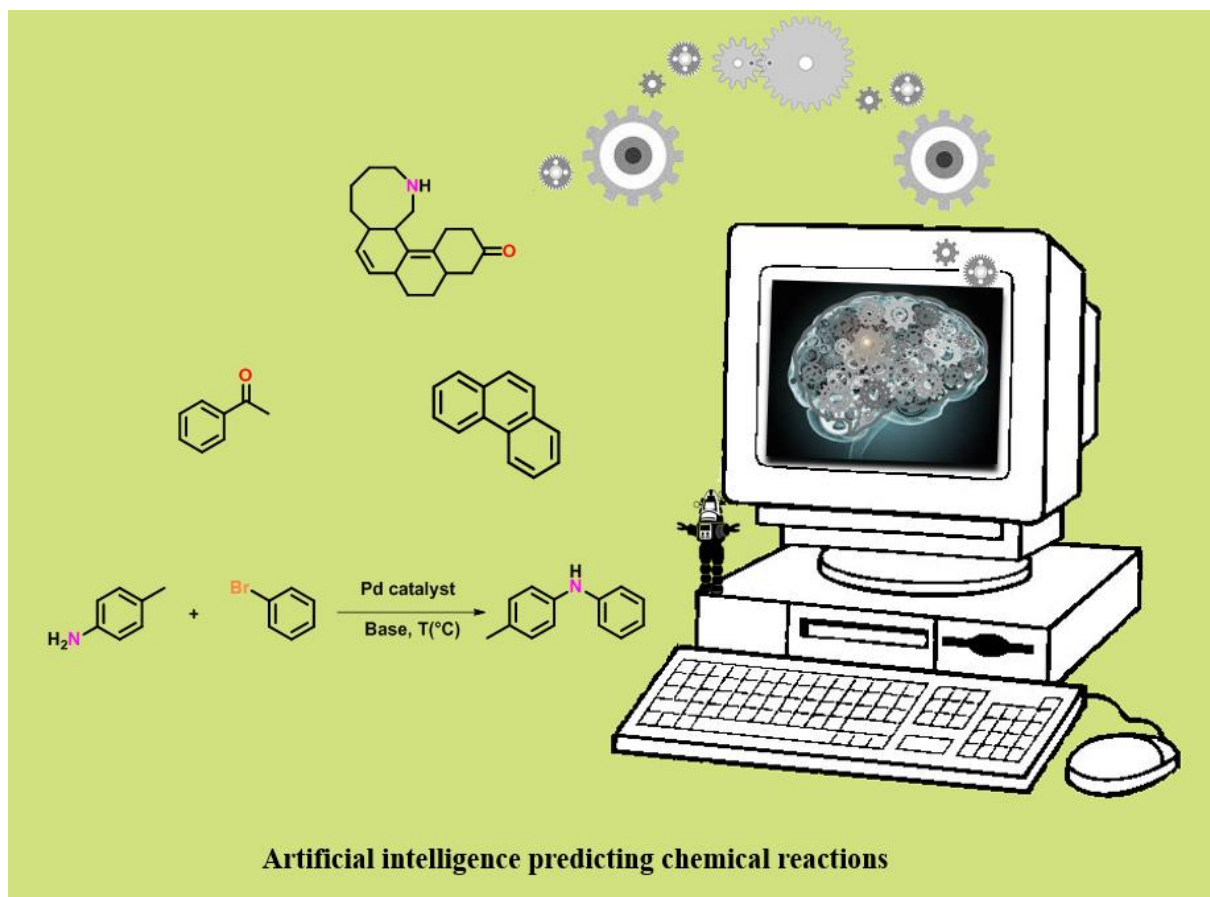 NH
O
O
H₂N
+
Br
Pd catalyst
Base, T(°C)
H
N
Artificial intelligence predicting chemical reactions